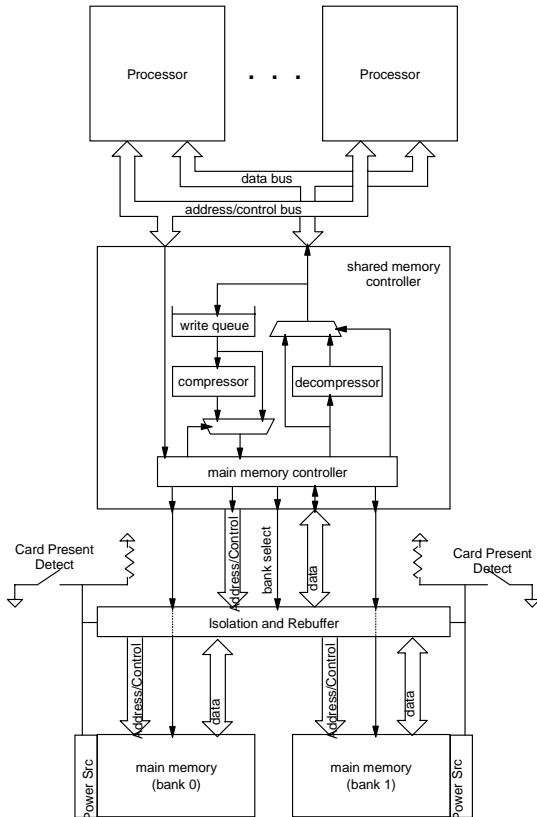 Processor
. . .
Processor
data bus
address/control bus
shared memory
controller
write queue
compressor
decompressor
main memory controller
Card Present
Detect
Address/Control
bank select
data
Card Present
Detect
Isolation and Rebuffer
Address/Control
data
Address/Control
data
Power Src
main memory
(bank 0)
main memory
(bank 1)
Power Src